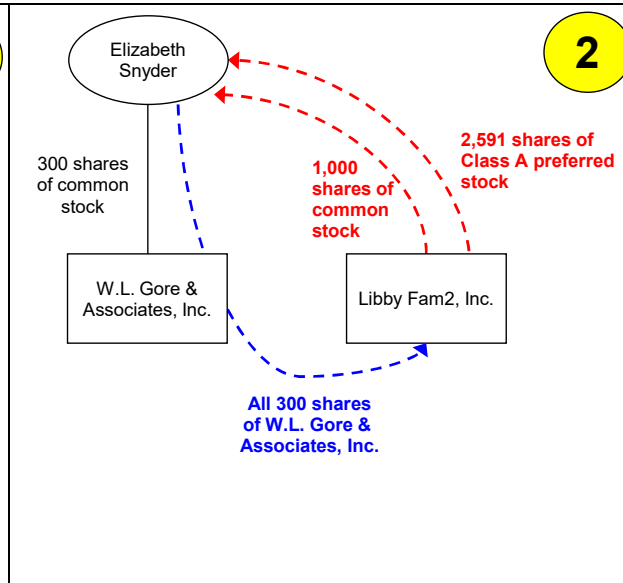 Elizabeth
Snyder
2
300 shares
of common
stock
1,000
shares of
common
stock
2,591 shares of
Class A preferred
stock
W.L. Gore &
Associates, Inc.
Libby Fam2, Inc.
All 300 shares
of W.L. Gore &
Associates, Inc.